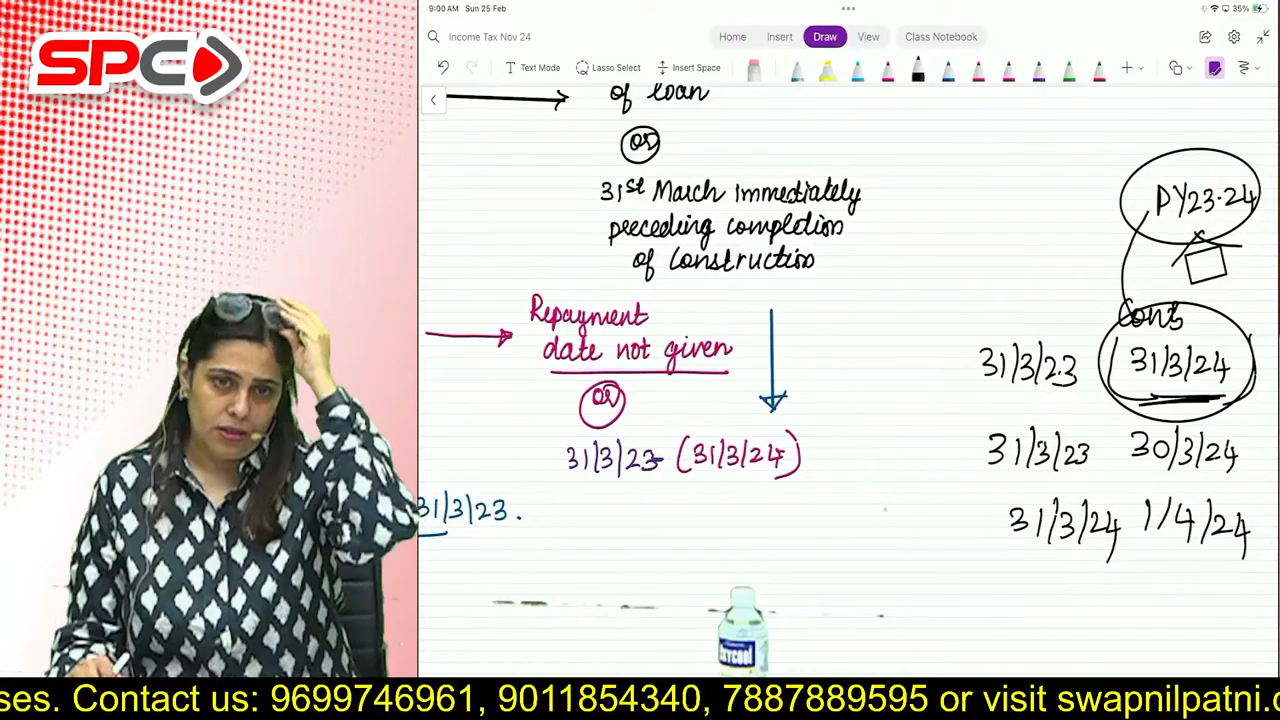 9:00 AM Sun 25 Feb
35%
SPC
Income Tax Nov 24
Home Insert Draw View Class Notebook
Text Mode Lasso Select Insert Space
of loan
or
31st March immediately
preceding completion
of Construction
Repayment
date not given
or
31/3/23 - (31/3/24)
31/3/23.
PY23.24
Cons
31/3/23 31/3/24
31/3/23 30/3/24
31/3/24 1/4/24
ses. Contact us: 9699746961, 9011854340, 7887889595 or visit swapnilpatni.c